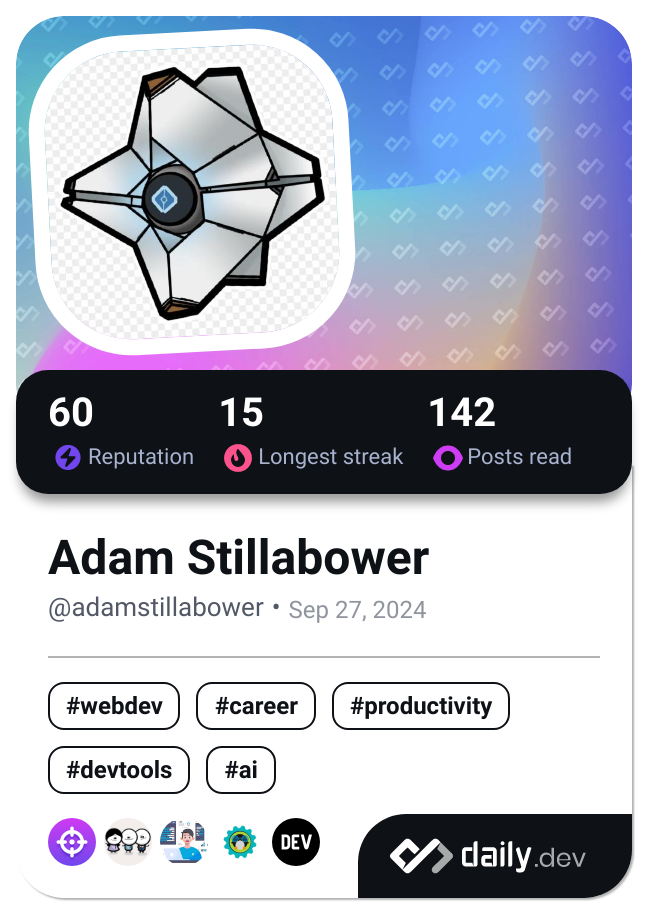 60 15 142
Reputation Longest streak Posts read
Adam Stillabower
@adamstillabower • Sep 27, 2024
#webdev #career #productivity
#devtools #ai
DEV
daily.dev